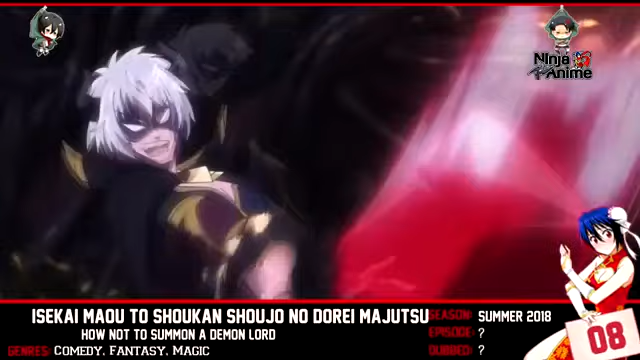 Ninja
Anime
ISEKAI MAOU TO SHOUKAN SHOUJO NO DOREI MAJUTSU
HOW NOT TO SUMMON A DEMON LORD
GENRES: COMEDY, FANTASY, MAGIC
SEASON: SUMMER 2018
EPISODE: ?
DUBBED: ?
08